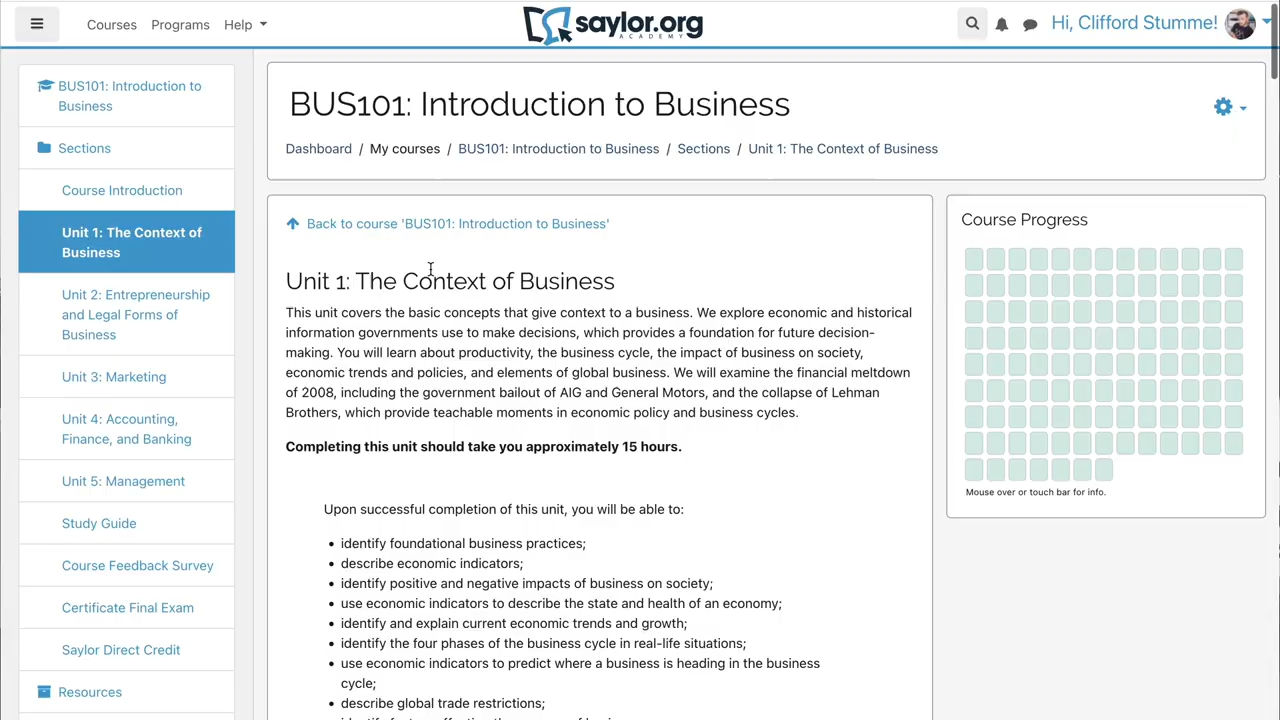 Courses Programs Help
saylor.org
ACADEMY
Hi, Clifford Stumme!
BUS101: Introduction to
Business
Sections
Course Introduction
Unit 1: The Context of
Business
Unit 2: Entrepreneurship
and Legal Forms of
Business
Unit 3: Marketing
Unit 4: Accounting,
Finance, and Banking
Unit 5: Management
Study Guide
Course Feedback Survey
Certificate Final Exam
Saylor Direct Credit
Resources
BUS101: Introduction to Business
Dashboard / My courses / BUS101: Introduction to Business / Sections / Unit 1: The Context of Business
Back to course 'BUS101: Introduction to Business'
Unit 1: The Context of Business
This unit covers the basic concepts that give context to a business. We explore economic and historical
information governments use to make decisions, which provides a foundation for future decision-
making. You will learn about productivity, the business cycle, the impact of business on society,
economic trends and policies, and elements of global business. We will examine the financial meltdown
of 2008, including the government bailout of AIG and General Motors, and the collapse of Lehman
Brothers, which provide teachable moments in economic policy and business cycles.
Completing this unit should take you approximately 15 hours.
Upon successful completion of this unit, you will be able to:
• identify foundational business practices;
• describe economic indicators;
• identify positive and negative impacts of business on society;
• use economic indicators to describe the state and health of an economy;
• identify and explain current economic trends and growth;
• identify the four phases of the business cycle in real-life situations;
• use economic indicators to predict where a business is heading in the business
cycle;
• describe global trade restrictions;
Course Progress
Mouse over or touch bar for info.